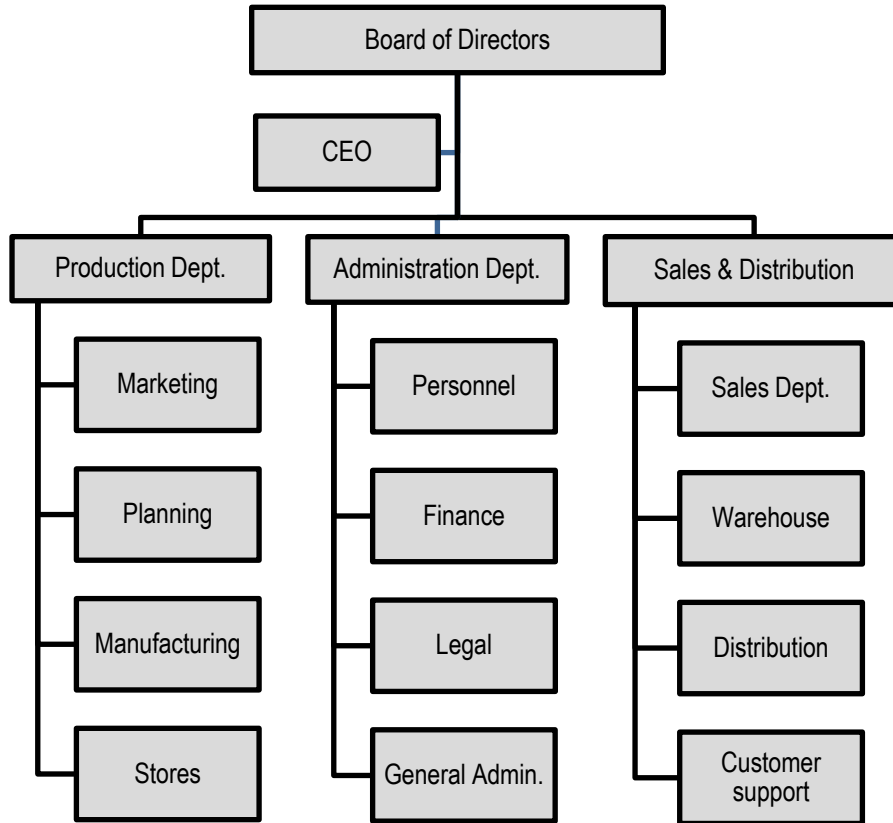 Board of Directors
CEO
Production Dept.
Administration Dept.
Sales & Distribution
Marketing
Personnel
Sales Dept.
Planning
Finance
Warehouse
Manufacturing
Legal
Distribution
Stores
General Admin.
Customer
support